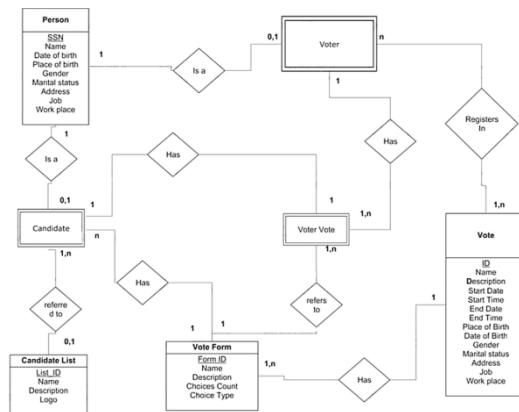 Person
SSN
Name
Date of birth
Place of birth
Gender
Marital status
Address
Job
Work place
1
Is a
0,1
Voter
n
1
1
Is a
0,1
Has
Has
Registers
In
Candidate
1
n
1,n
1
Voter Vote
1,n
1,n
1,n
Vote
ID
Name
Description
Start Date
Start Time
End Date
End Time
Place of Birth
Date of Birth
Gender
Marital status
Address
Job
Work place
referre
d to
0,1
Has
refers
to
1
1
1
Candidate List
List_ID
Name
Description
Logo
Vote Form
Form ID
Name
Description
Choices Count
Choice Type
1,n
Has